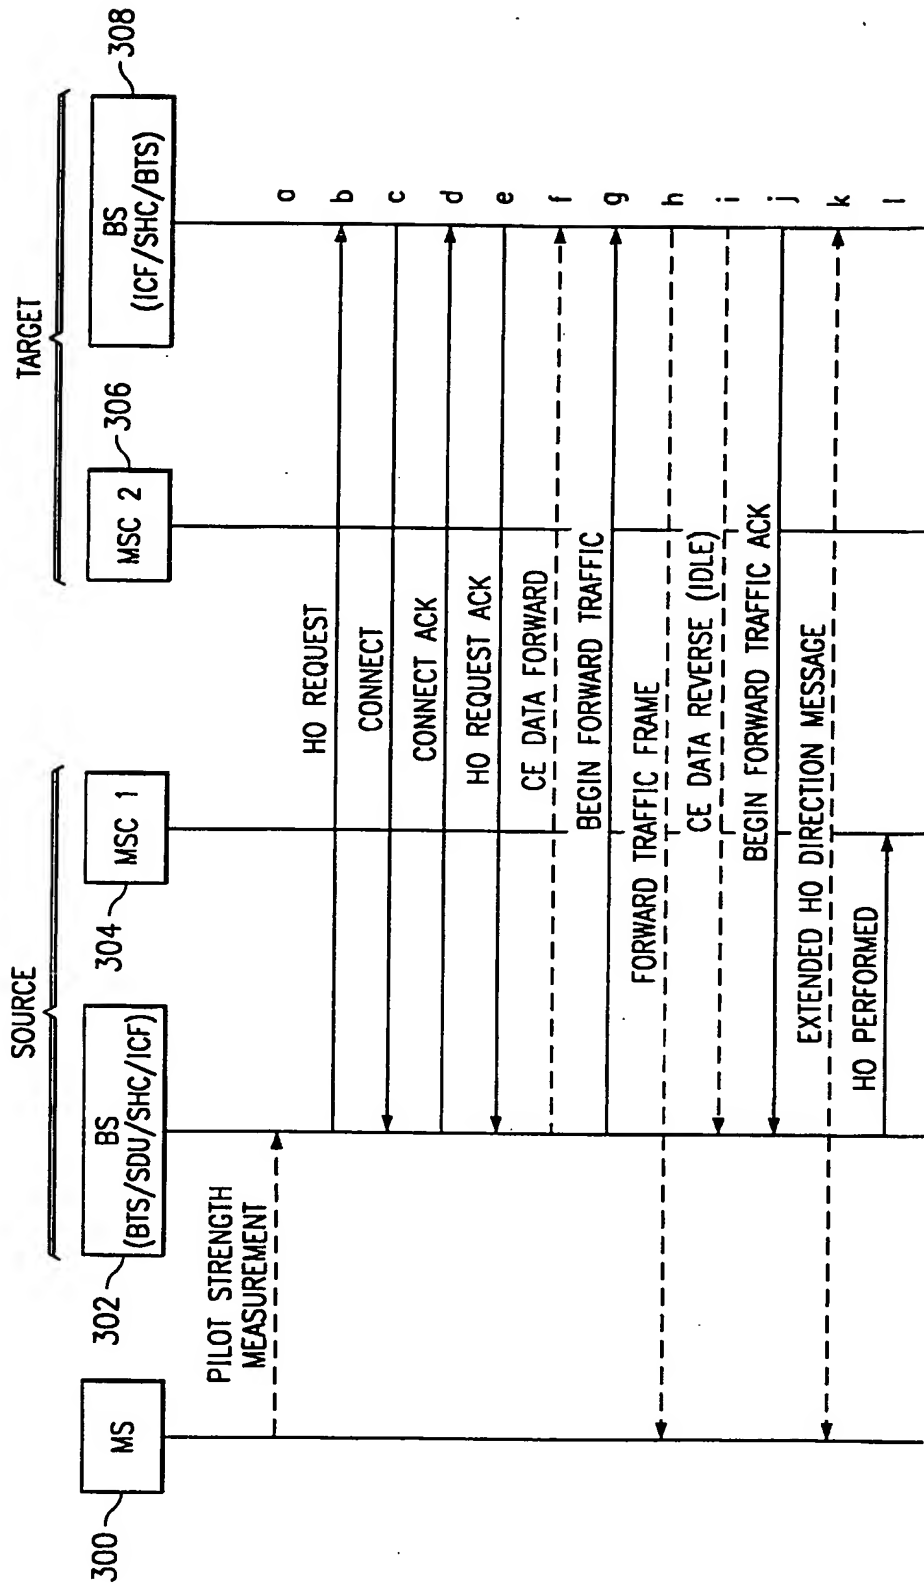 SOURCE
TARGET
300
MS
302
BS
(BTS/SDU/SHC/ICF)
304
MSC 1
306
MSC 2
308
BS
(ICF/SHC/BTS)
PILOT STRENGTH
MEASUREMENT
a
HO REQUEST
b
CONNECT
c
CONNECT ACK
d
HO REQUEST ACK
e
CE DATA FORWARD
f
BEGIN FORWARD TRAFFIC
g
FORWARD TRAFFIC FRAME
h
CE DATA REVERSE (IDLE)
i
BEGIN FORWARD TRAFFIC ACK
j
EXTENDED HO DIRECTION MESSAGE
k
HO PERFORMED
l